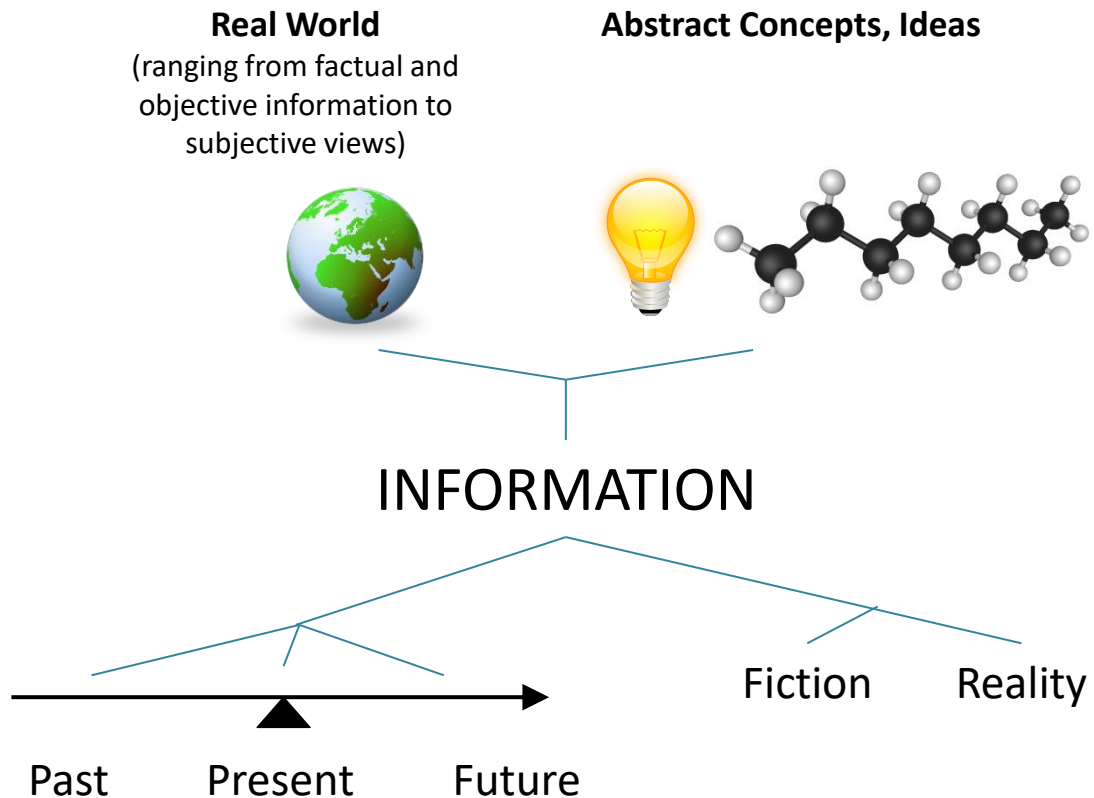 Real World
(ranging from factual and
objective information to
subjective views)
Abstract Concepts, Ideas
INFORMATION
Fiction
Reality
Past
Present
Future